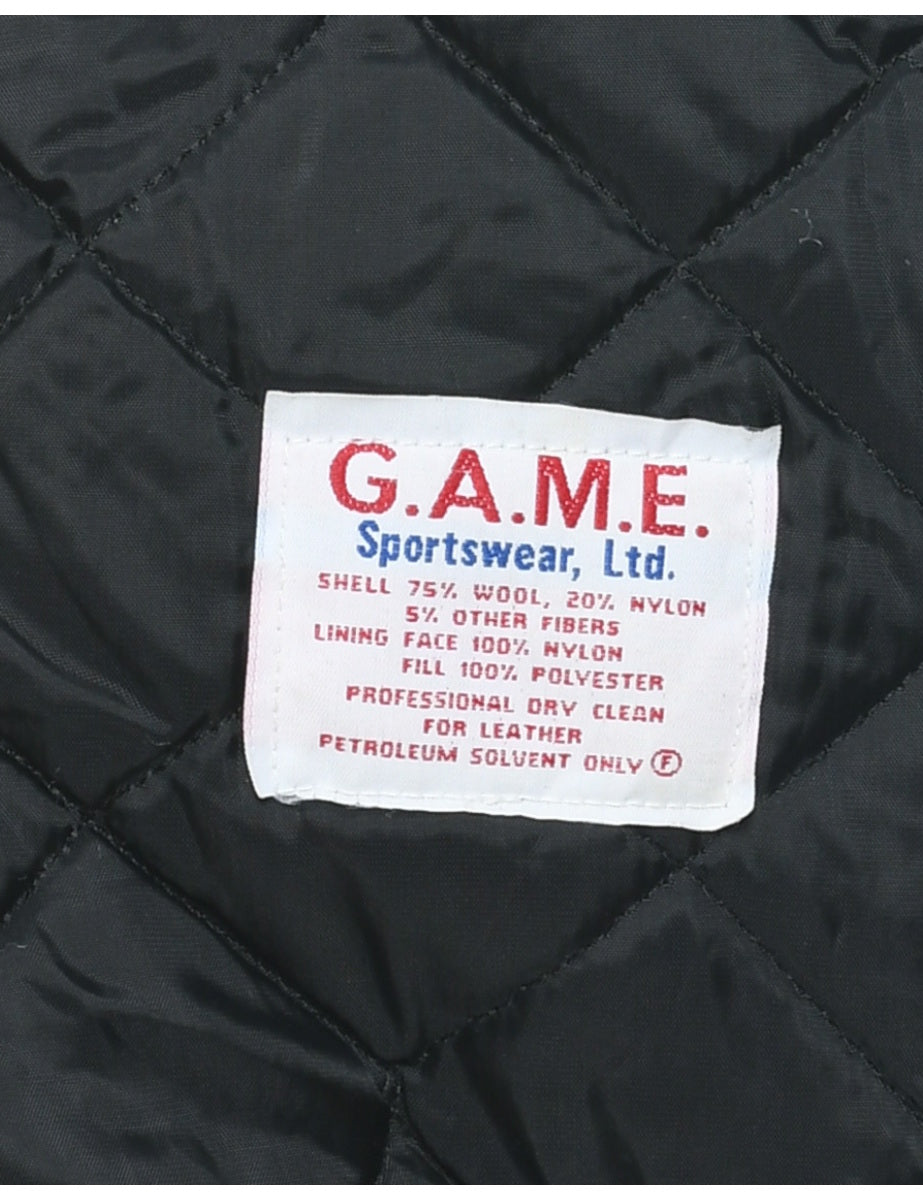 G.A.M.E.
Sportswear, Ltd.
SHELL 75% WOOL, 20% NYLON
5% OTHER FIBERS
LINING FACE 100% NYLON
FILL 100% POLYESTER
PROFESSIONAL DRY CLEAN
FOR LEATHER
PETROLEUM SOLVENT ONLY Ⓕ